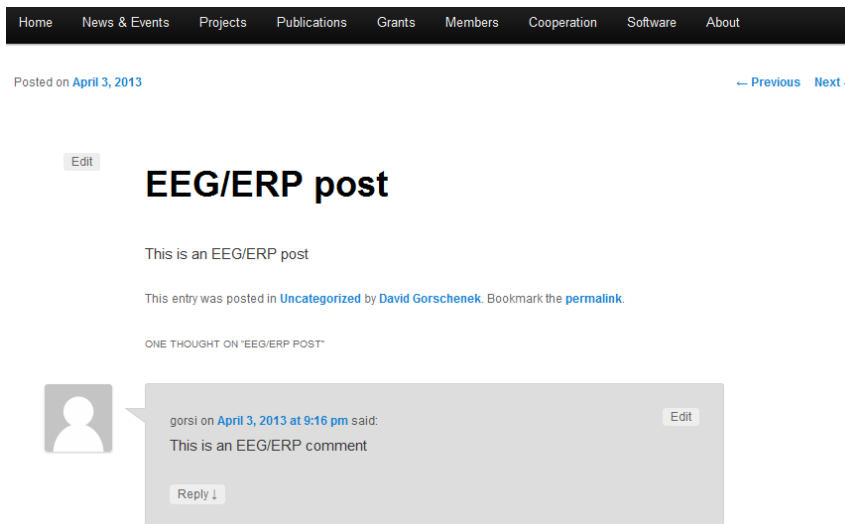 Home News & Events Projects Publications Grants Members Cooperation Software About
Posted on April 3, 2013 ← Previous Next
Edit
EEG/ERP post
This is an EEG/ERP post
This entry was posted in Uncategorized by David Gorschenek. Bookmark the permalink.
ONE THOUGHT ON "EEG/ERP POST"
gorsi on April 3, 2013 at 9:16 pm said: Edit
This is an EEG/ERP comment
Reply ↓